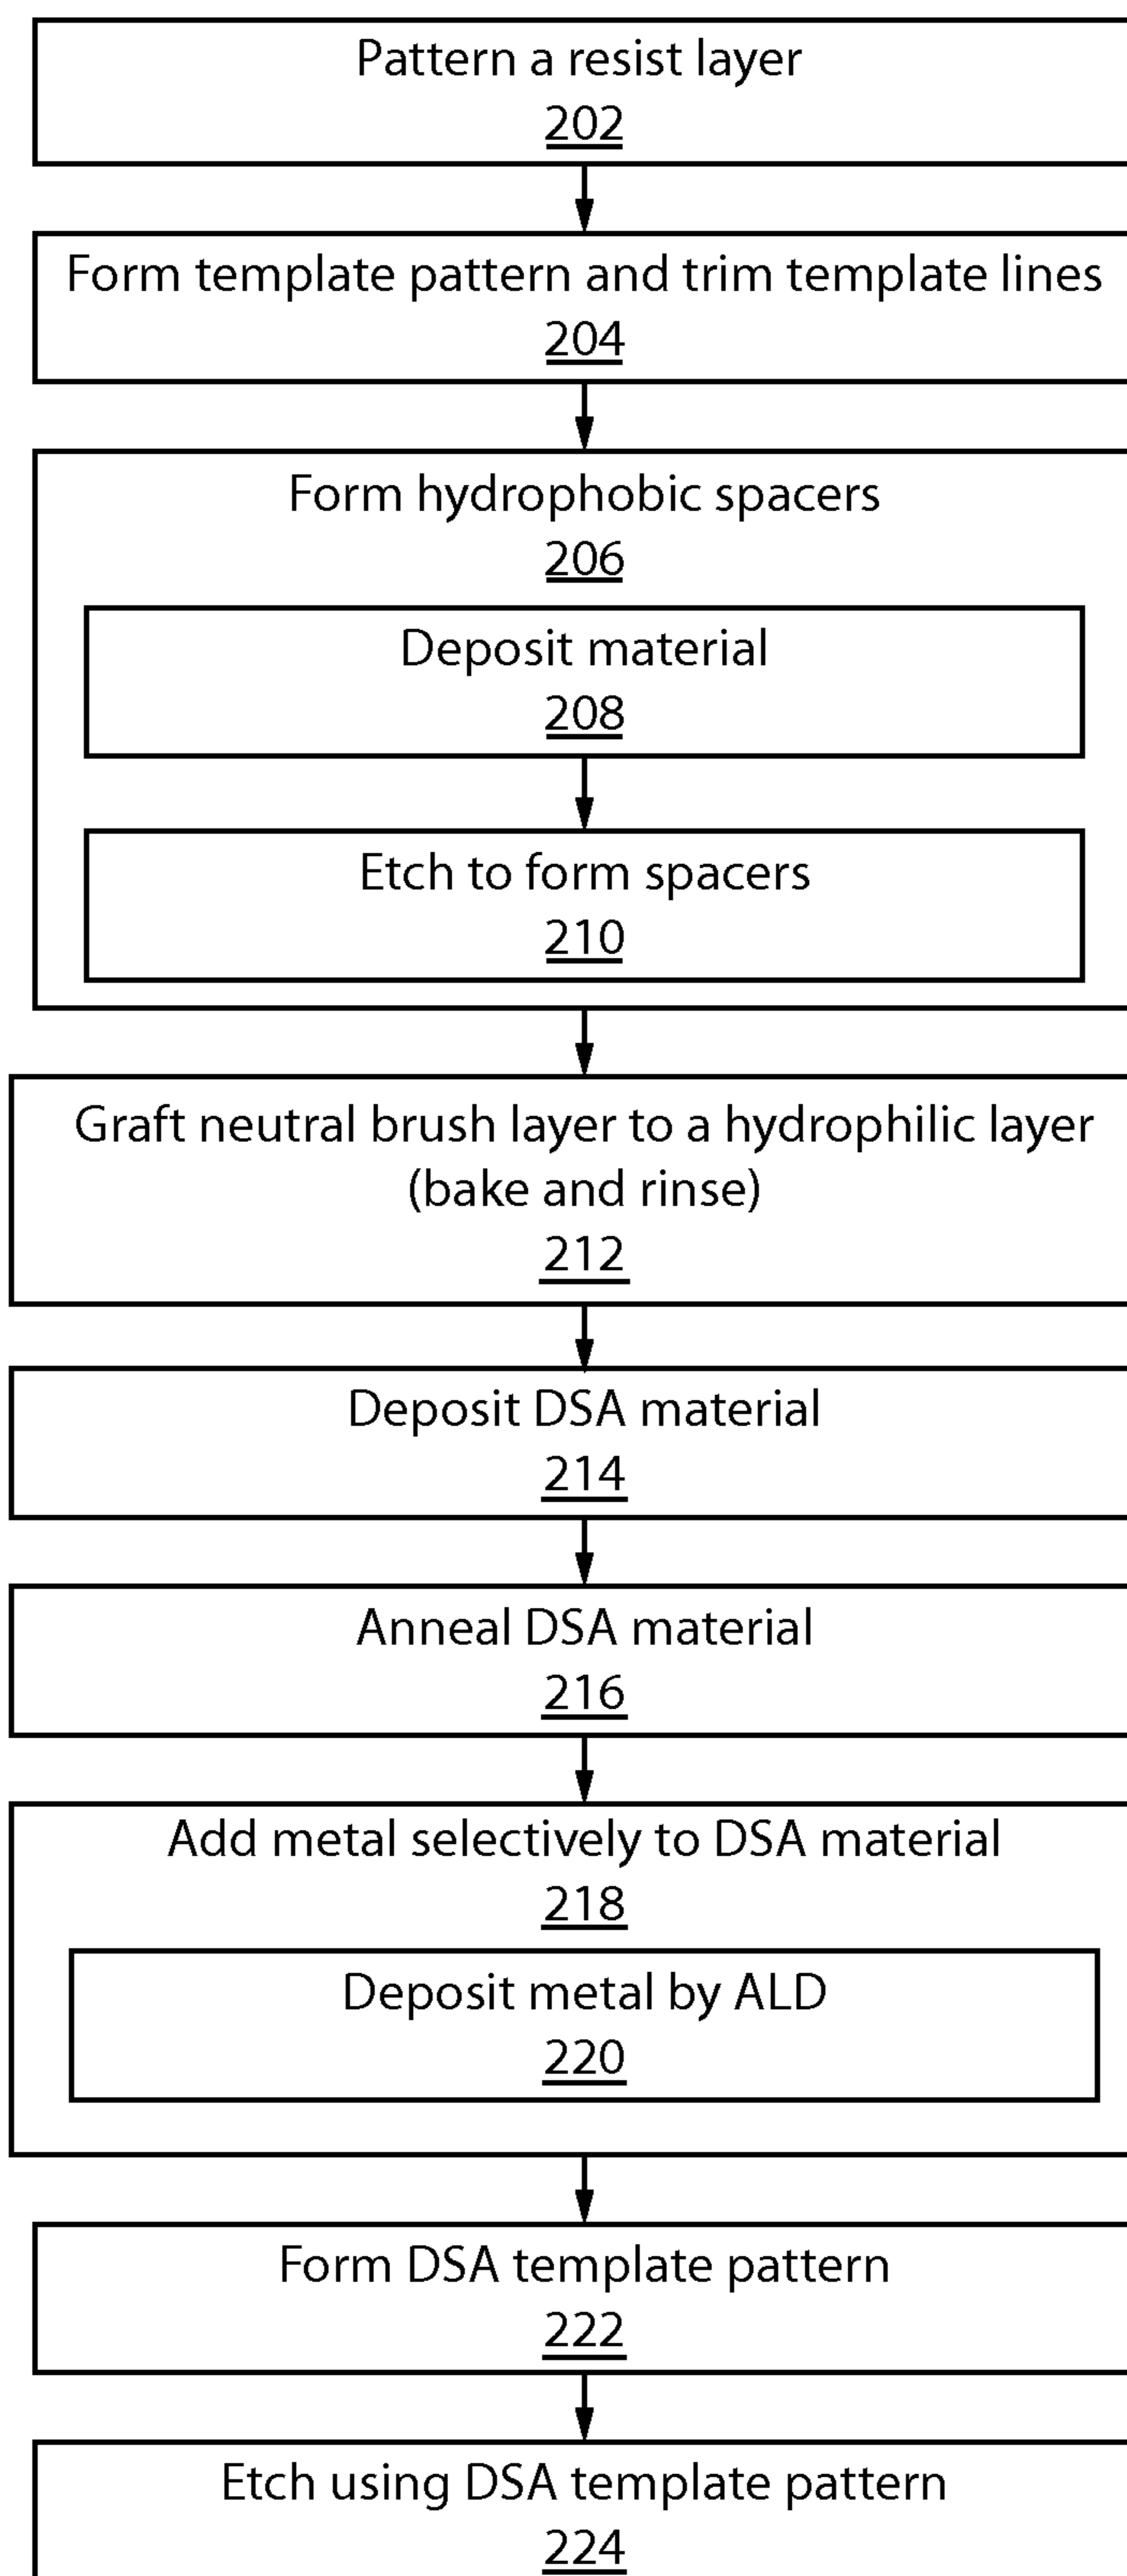 Pattern a resist layer
202
Form template pattern and trim template lines
204
Form hydrophobic spacers
206
Deposit material
208
Etch to form spacers
210
Graft neutral brush layer to a hydrophilic layer
(bake and rinse)
212
Deposit DSA material
214
Anneal DSA material
216
Add metal selectively to DSA material
218
Deposit metal by ALD
220
Form DSA template pattern
222
Etch using DSA template pattern
224